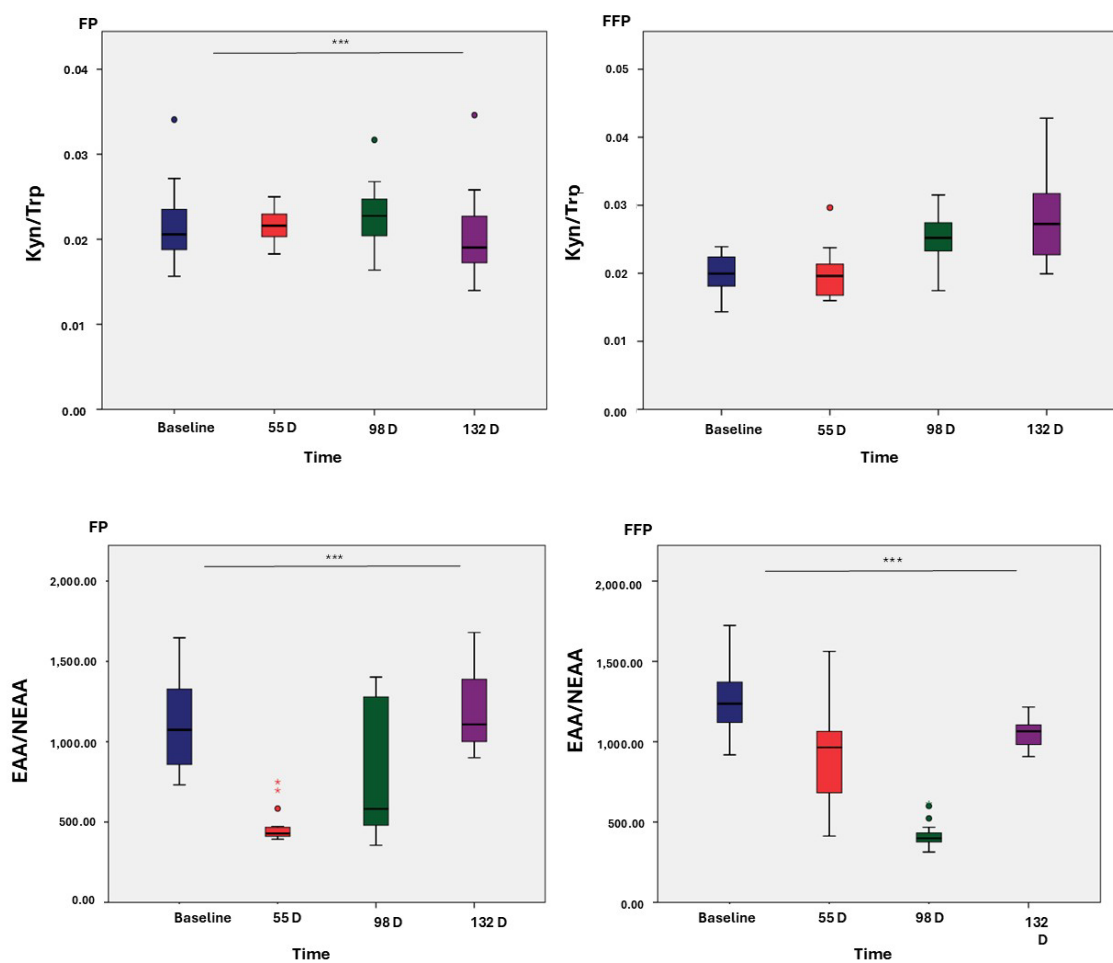 FP
***
Kyn/Trp
0.04
0.03
0.02
0.01
0.00
Baseline 55 D 98 D 132 D
Time
FFP
Kyn/Trp
0.05
0.04
0.03
0.02
0.01
0.00
Baseline 55 D 98 D 132 D
Time
FP
***
EAA/NEAA
2,000.00
1,500.00
1,000.00
500.00
0.00
Baseline 55 D 98 D 132 D
Time
FFP
***
EAA/NEAA
2,000.00
1,500.00
1,000.00
500.00
0.00
Baseline 55 D 98 D 132
D
Time